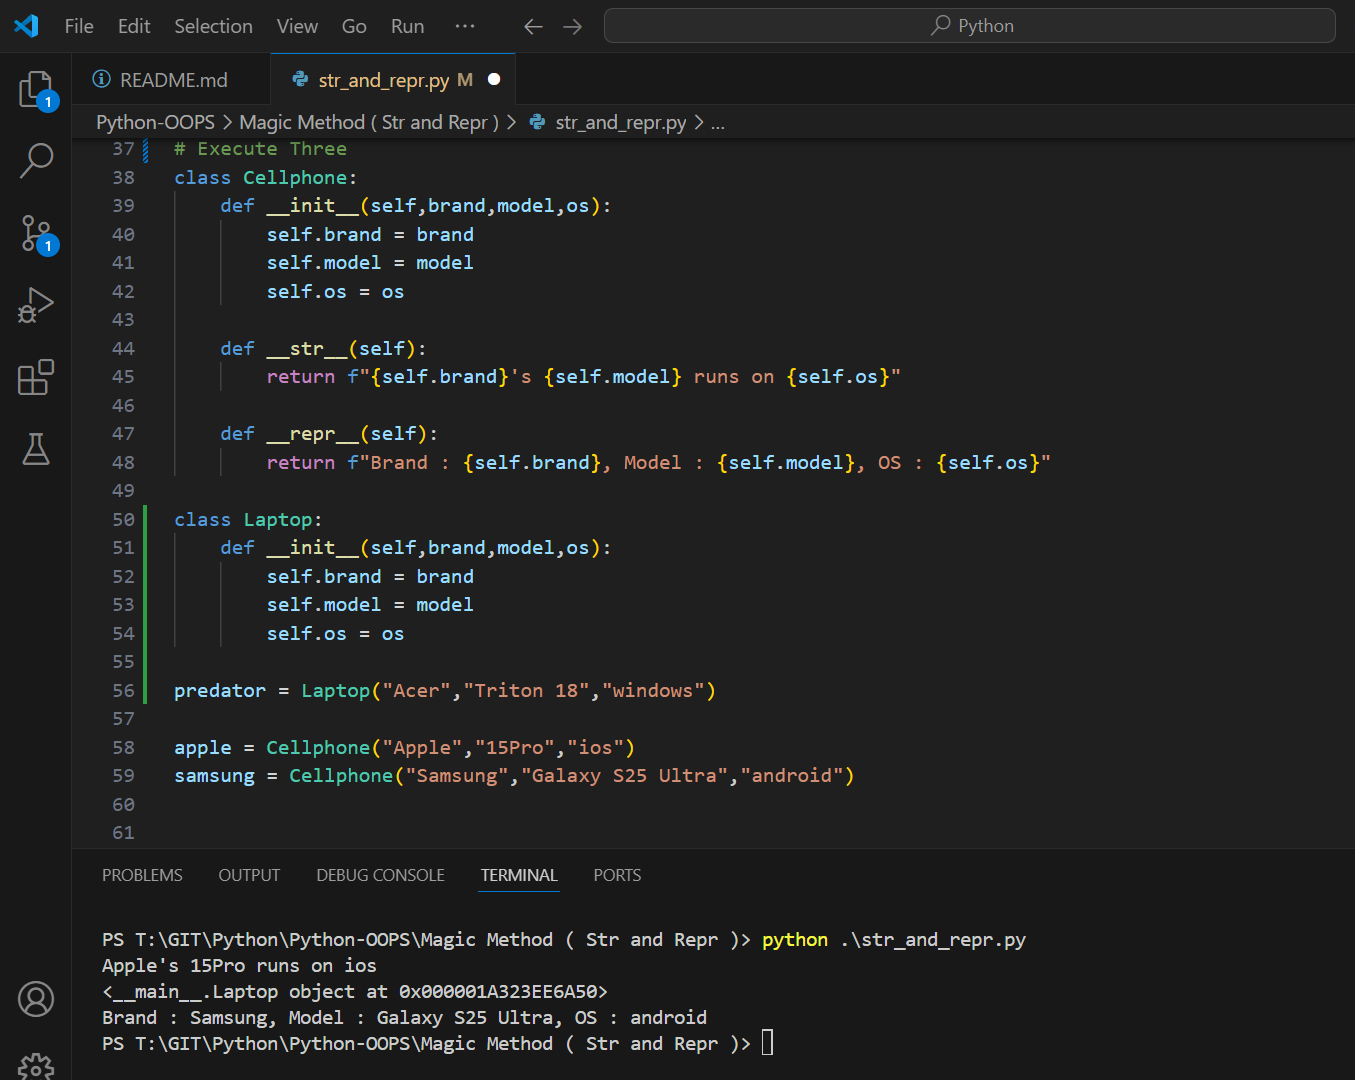 File Edit Selection View Go Run ··· ← → Python
README.md str_and_repr.py M
Python-OOPS > Magic Method ( Str and Repr ) > str_and_repr.py > ...
1
1
37 # Execute Three
38 class Cellphone:
39     def __init__(self,brand,model,os):
40         self.brand = brand
41         self.model = model
42         self.os = os
43
44     def __str__(self):
45         return f"{self.brand}'s {self.model} runs on {self.os}"
46
47     def __repr__(self):
48         return f"Brand : {self.brand}, Model : {self.model}, OS : {self.os}"
49
50 class Laptop:
51     def __init__(self,brand,model,os):
52         self.brand = brand
53         self.model = model
54         self.os = os
55
56 predator = Laptop("Acer","Triton 18","windows")
57
58 apple = Cellphone("Apple","15Pro","ios")
59 samsung = Cellphone("Samsung","Galaxy S25 Ultra","android")
60
61
PROBLEMS OUTPUT DEBUG CONSOLE TERMINAL PORTS
PS T:\GIT\Python\Python-OOPS\Magic Method ( Str and Repr )> python .\str_and_repr.py
Apple's 15Pro runs on ios
<__main__.Laptop object at 0x000001A323EE6A50>
Brand : Samsung, Model : Galaxy S25 Ultra, OS : android
PS T:\GIT\Python\Python-OOPS\Magic Method ( Str and Repr )>